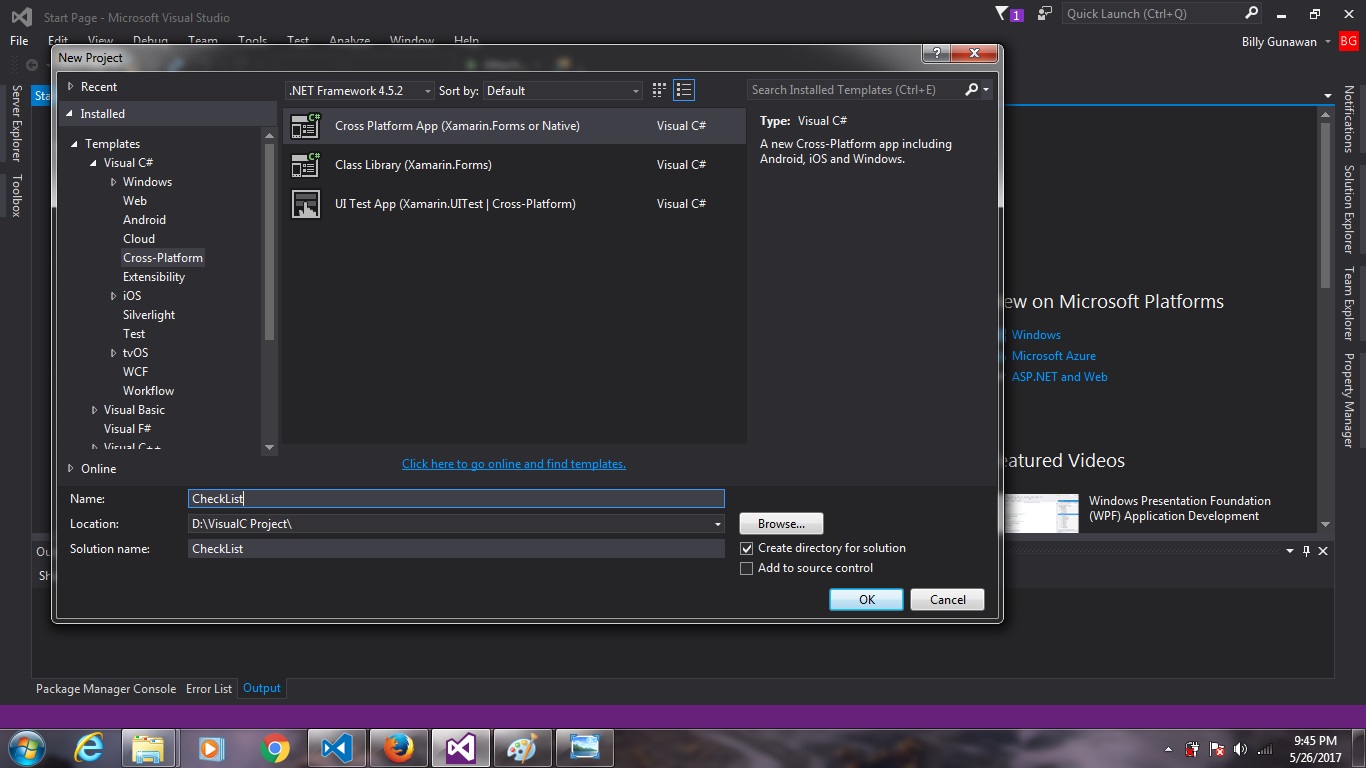 Start Page - Microsoft Visual Studio
1
Quick Launch (Ctrl+Q)
File Edit View Debug Team Tools Test Analyze Window Help
Billy Gunawan
BG
New Project
?
Recent
.NET Framework 4.5.2
Sort by: Default
Search Installed Templates (Ctrl+E)
Installed
Templates
Visual C#
Windows
Web
Android
Cloud
Cross-Platform
Extensibility
iOS
Silverlight
Test
tvOS
WCF
Workflow
Visual Basic
Visual F#
Visual C++
Online
Cross Platform App (Xamarin.Forms or Native) Visual C#
Class Library (Xamarin.Forms) Visual C#
UI Test App (Xamarin.UITest | Cross-Platform) Visual C#
Type: Visual C#
A new Cross-Platform app including
Android, iOS and Windows.
Click here to go online and find templates.
Name: CheckList
Location: D:\VisualC Project\
Browse...
Solution name: CheckList
Create directory for solution
Add to source control
OK
Cancel
Server Explorer
Toolbox
Sta
ew on Microsoft Platforms
Windows
Microsoft Azure
ASP.NET and Web
eatured Videos
Windows Presentation Foundation
(WPF) Application Development
Notifications
Solution Explorer
Team Explorer
Property Manager
Ou
Sh
Package Manager Console Error List Output
9:45 PM
5/26/2017